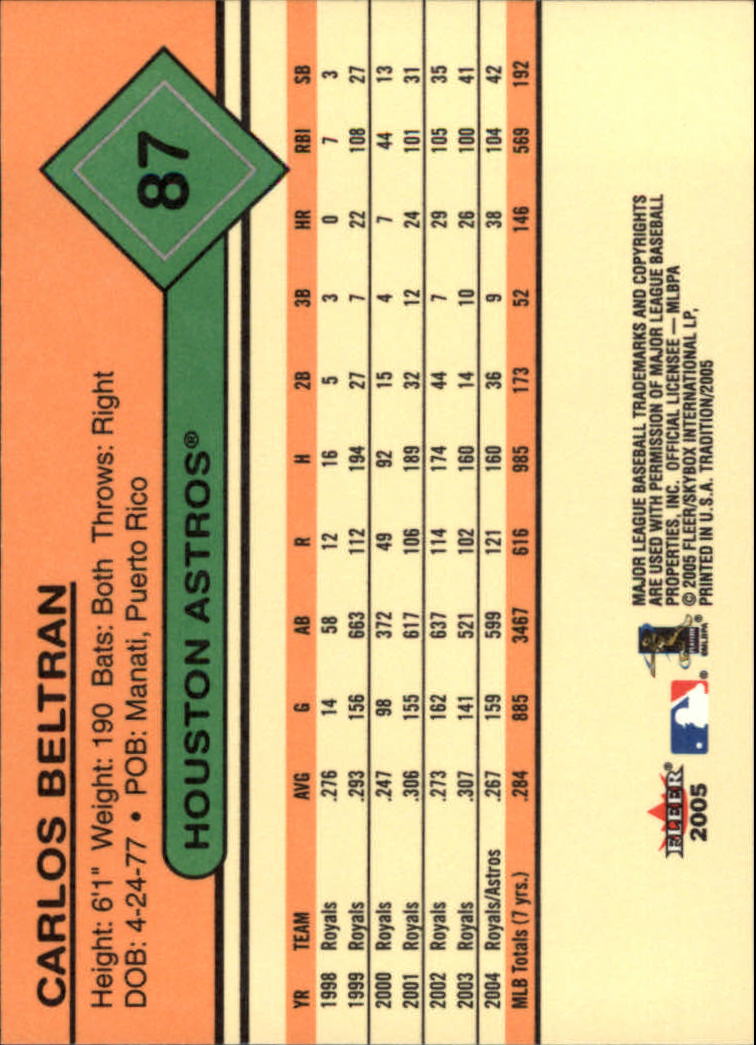 CARLOS BELTRAN
Height: 6'1" Weight: 190 Bats: Both Throws: Right
DOB: 4-24-77 • POB: Manati, Puerto Rico
87
HOUSTON ASTROS®
YR TEAM AVG G AB R H 2B 3B HR RBI SB
1998 Royals .276 14 58 12 16 5 3 0 7 3
1999 Royals .293 156 663 112 194 27 7 22 108 27
2000 Royals .247 98 372 49 92 15 4 7 44 13
2001 Royals .306 155 617 106 189 32 12 24 101 31
2002 Royals .273 162 637 114 174 44 7 29 105 35
2003 Royals .307 141 521 102 160 14 10 26 100 41
2004 Royals/Astros .267 159 599 121 160 36 9 38 104 42
MLB Totals (7 yrs.) .284 885 3467 616 985 173 52 146 569 192
FLEER®
2005
®
®
MLBPA
MAJOR LEAGUE BASEBALL TRADEMARKS AND COPYRIGHTS
ARE USED WITH PERMISSION OF MAJOR LEAGUE BASEBALL
PROPERTIES, INC. OFFICIAL LICENSEE — MLBPA
© 2005 FLEER/SKYBOX INTERNATIONAL LP,
PRINTED IN U.S.A. TRADITION/2005